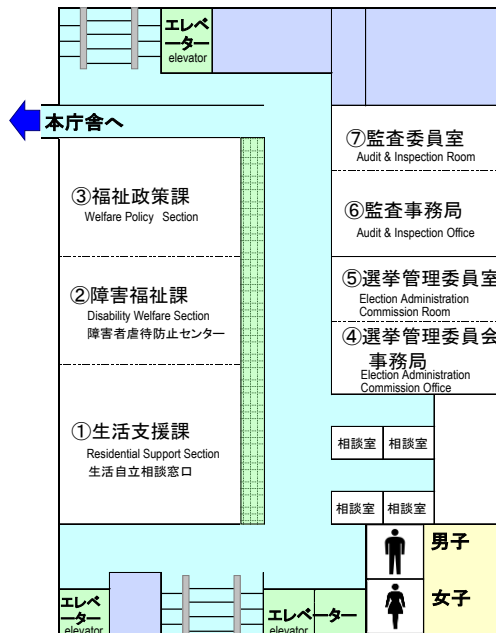 エレベ
ーター
elevator
本庁舎へ
③福祉政策課
Welfare Policy Section
②障害福祉課
Disability Welfare Section
障害者虐待防止センター
①生活支援課
Residential Support Section
生活自立相談窓口
⑦監査委員室
Audit & Inspection Room
⑥監査事務局
Audit & Inspection Office
⑤選挙管理委員室
Election Administration
Commission Room
④選挙管理委員会
事務局
Election Administration
Commission Office
相談室 相談室
相談室 相談室
男子
女子
エレベ
ーター
elevator
エレベーター
elevator